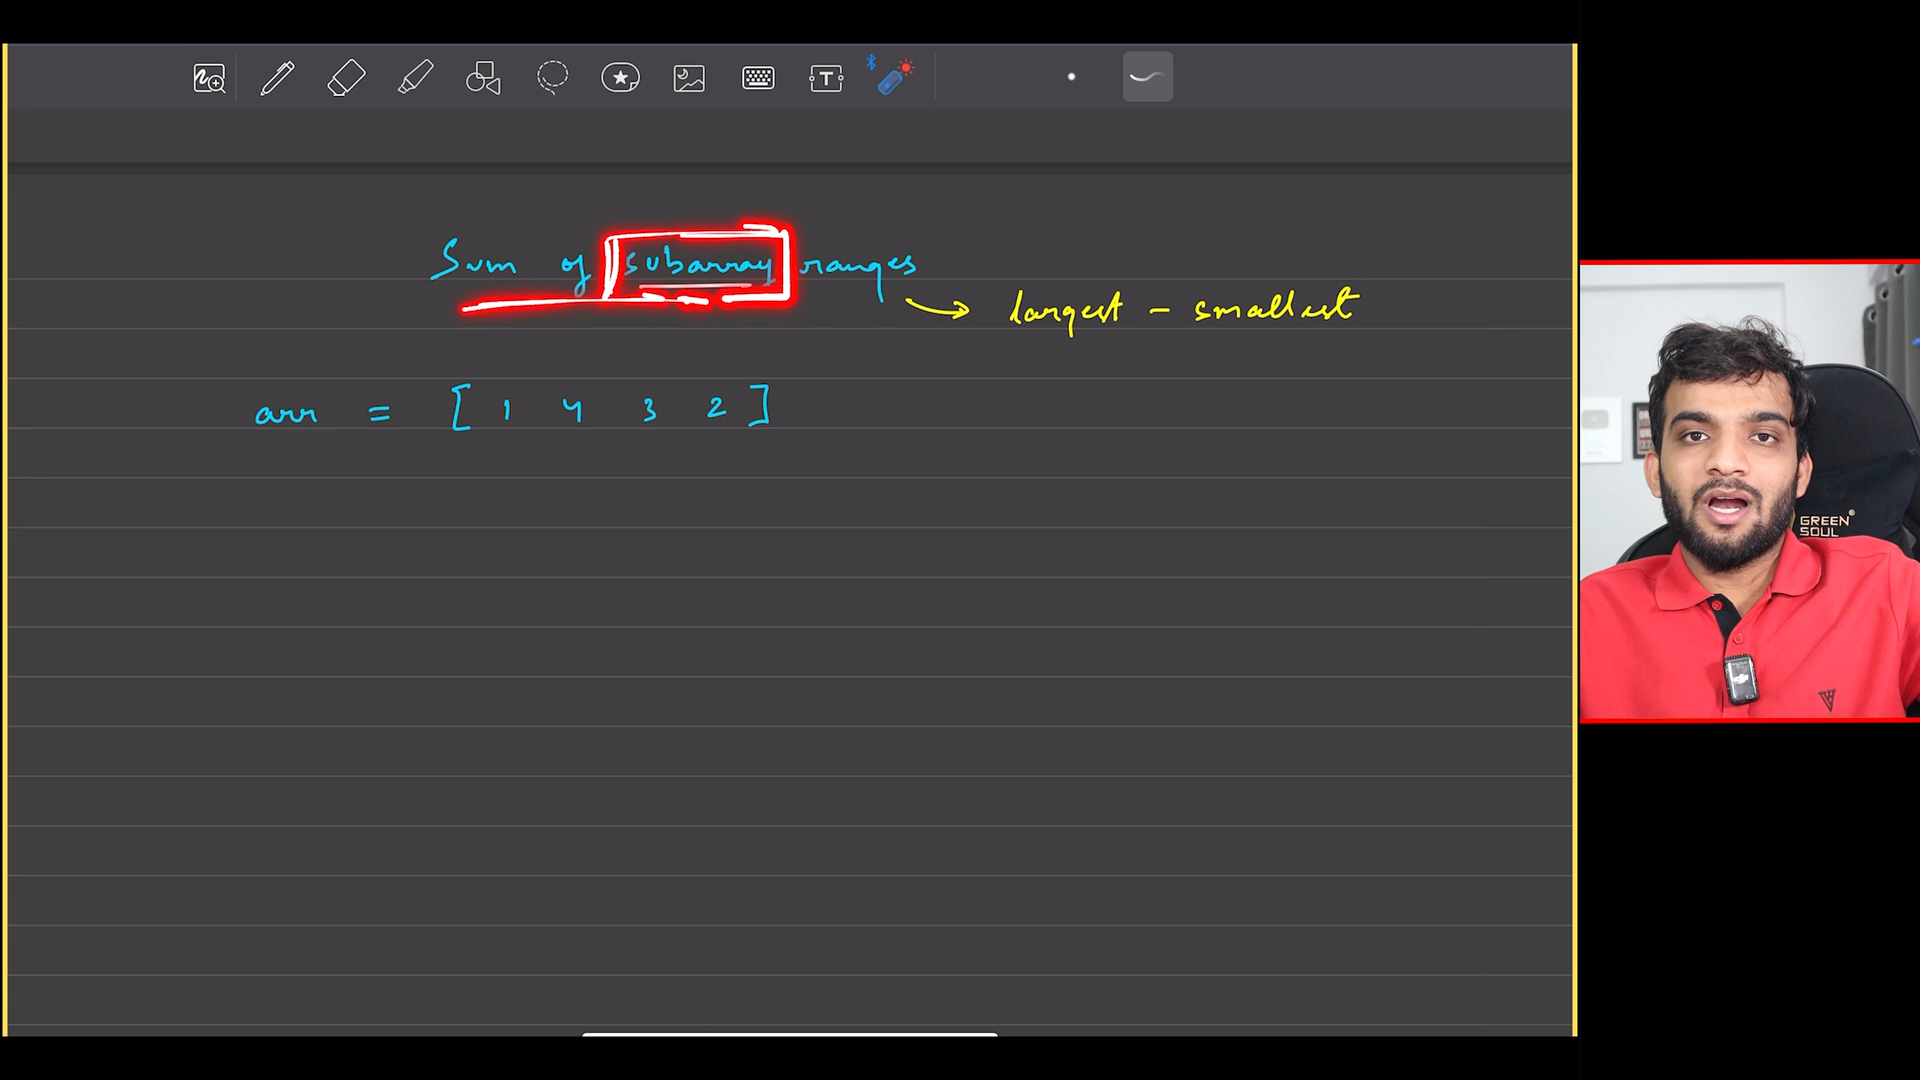 Sum of subarray ranges
largest - smallest
arr = [ 1 4 3 2 ]
GREEN SOUL